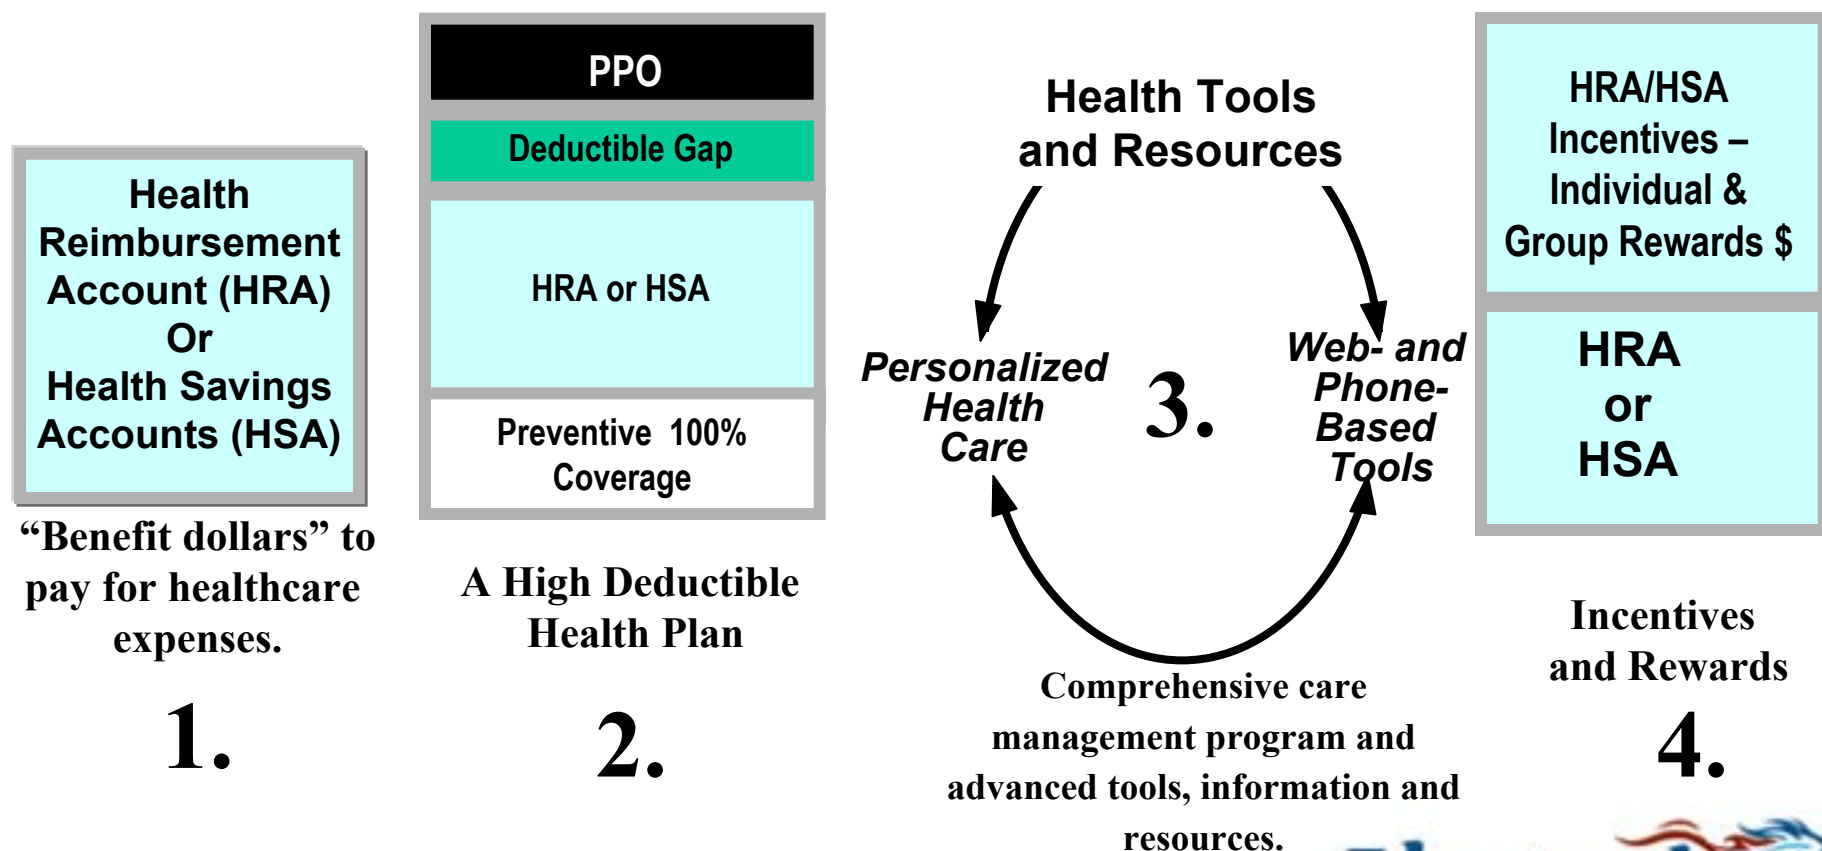 Health
Reimbursement
Account (HRA)
Or
Health Savings
Accounts (HSA)
“Benefit dollars” to
pay for healthcare
expenses.
1.
PPO
Deductible Gap
HRA or HSA
Preventive 100%
Coverage
A High Deductible
Health Plan
2.
Health Tools
and Resources
Personalized
Health
Care
3.
Web- and
Phone-
Based
Tools
Comprehensive care
management program and
advanced tools, information and
resources.
HRA/HSA
Incentives –
Individual &
Group Rewards $
HRA
or
HSA
Incentives
and Rewards
4.